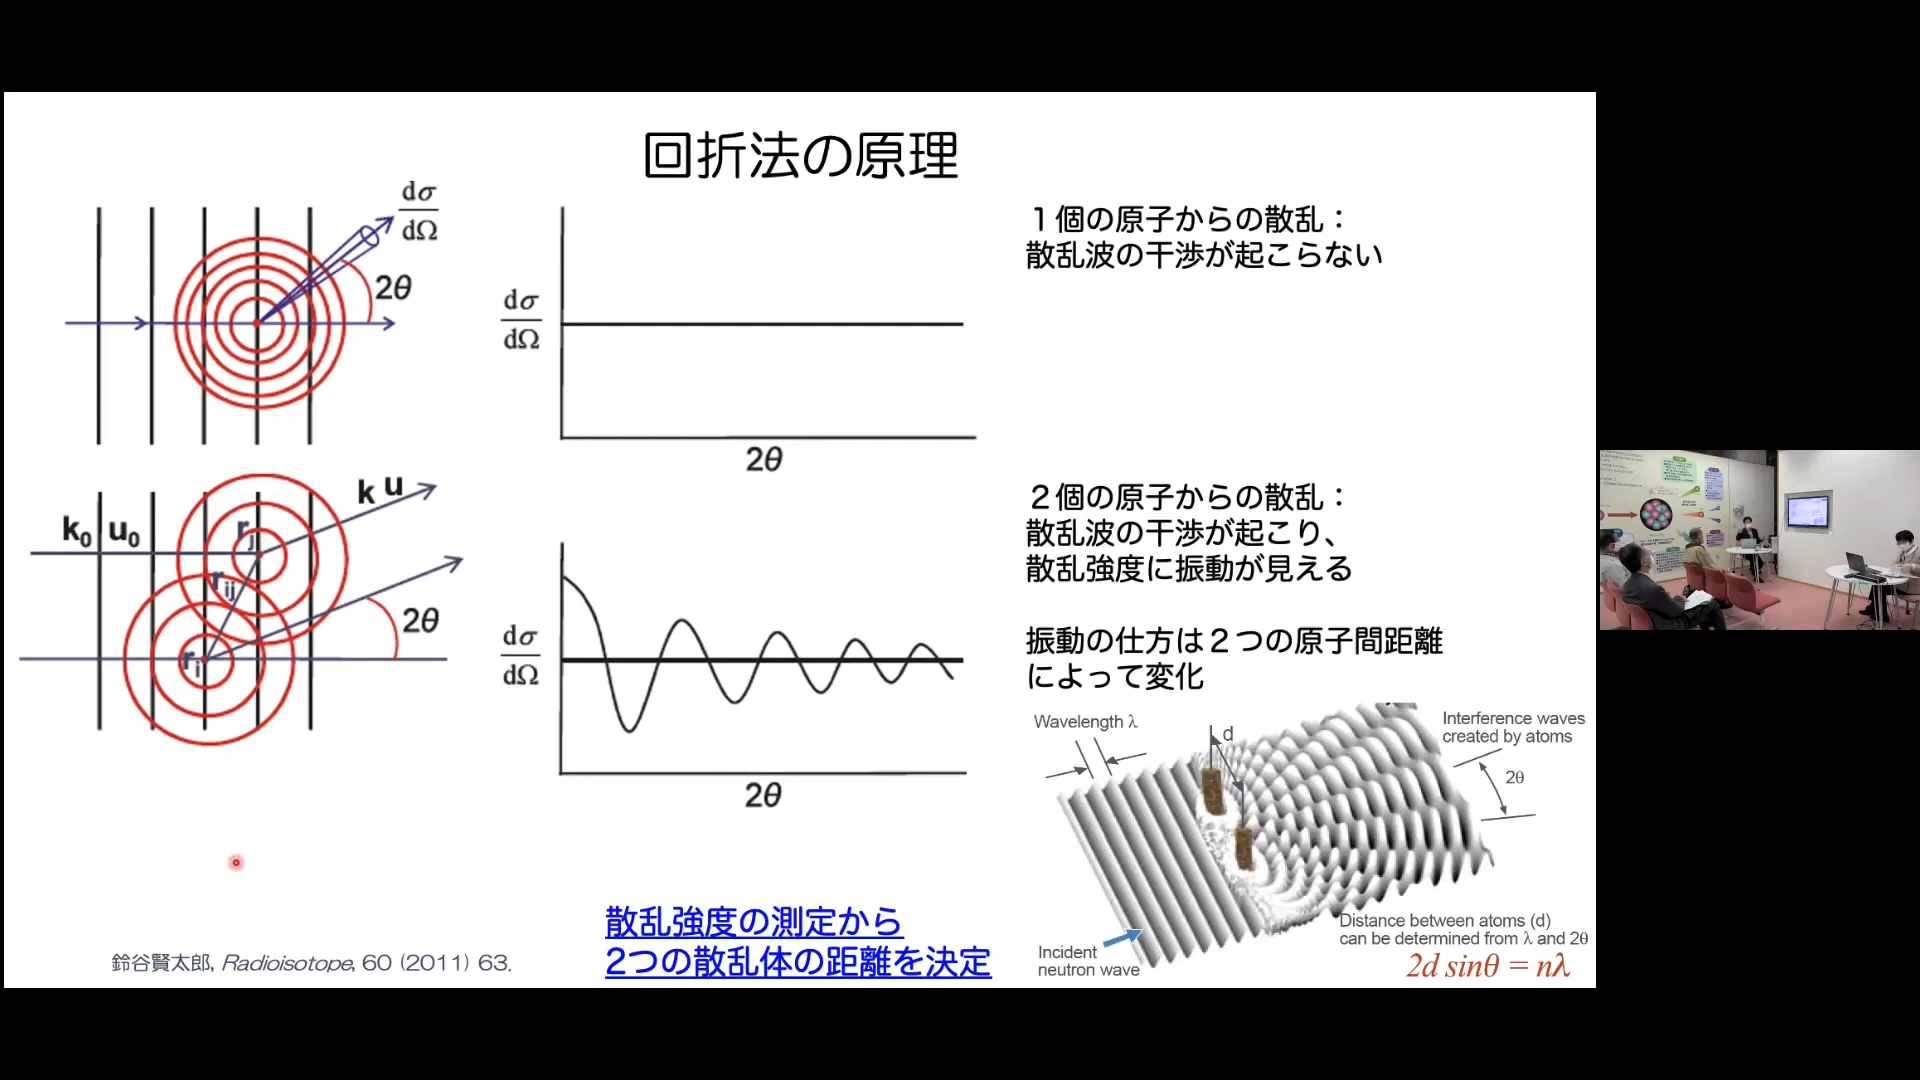 回折法の原理
dσ
dΩ
2θ
dσ
dΩ
2θ
１個の原子からの散乱：
散乱波の干渉が起こらない
k₀ u₀
k u
rⱼ
rᵢⱼ
rᵢ
2θ
dσ
dΩ
2θ
２個の原子からの散乱：
散乱波の干渉が起こり、
散乱強度に振動が見える
振動の仕方は２つの原子間距離
によって変化
Wavelength λ
d
Interference waves
created by atoms
2θ
Incident
neutron wave
Distance between atoms (d)
can be determined from λ and 2θ
2d sinθ = nλ
散乱強度の測定から
2つの散乱体の距離を決定
鈴谷賢太郎, Radioisotope, 60 (2011) 63.